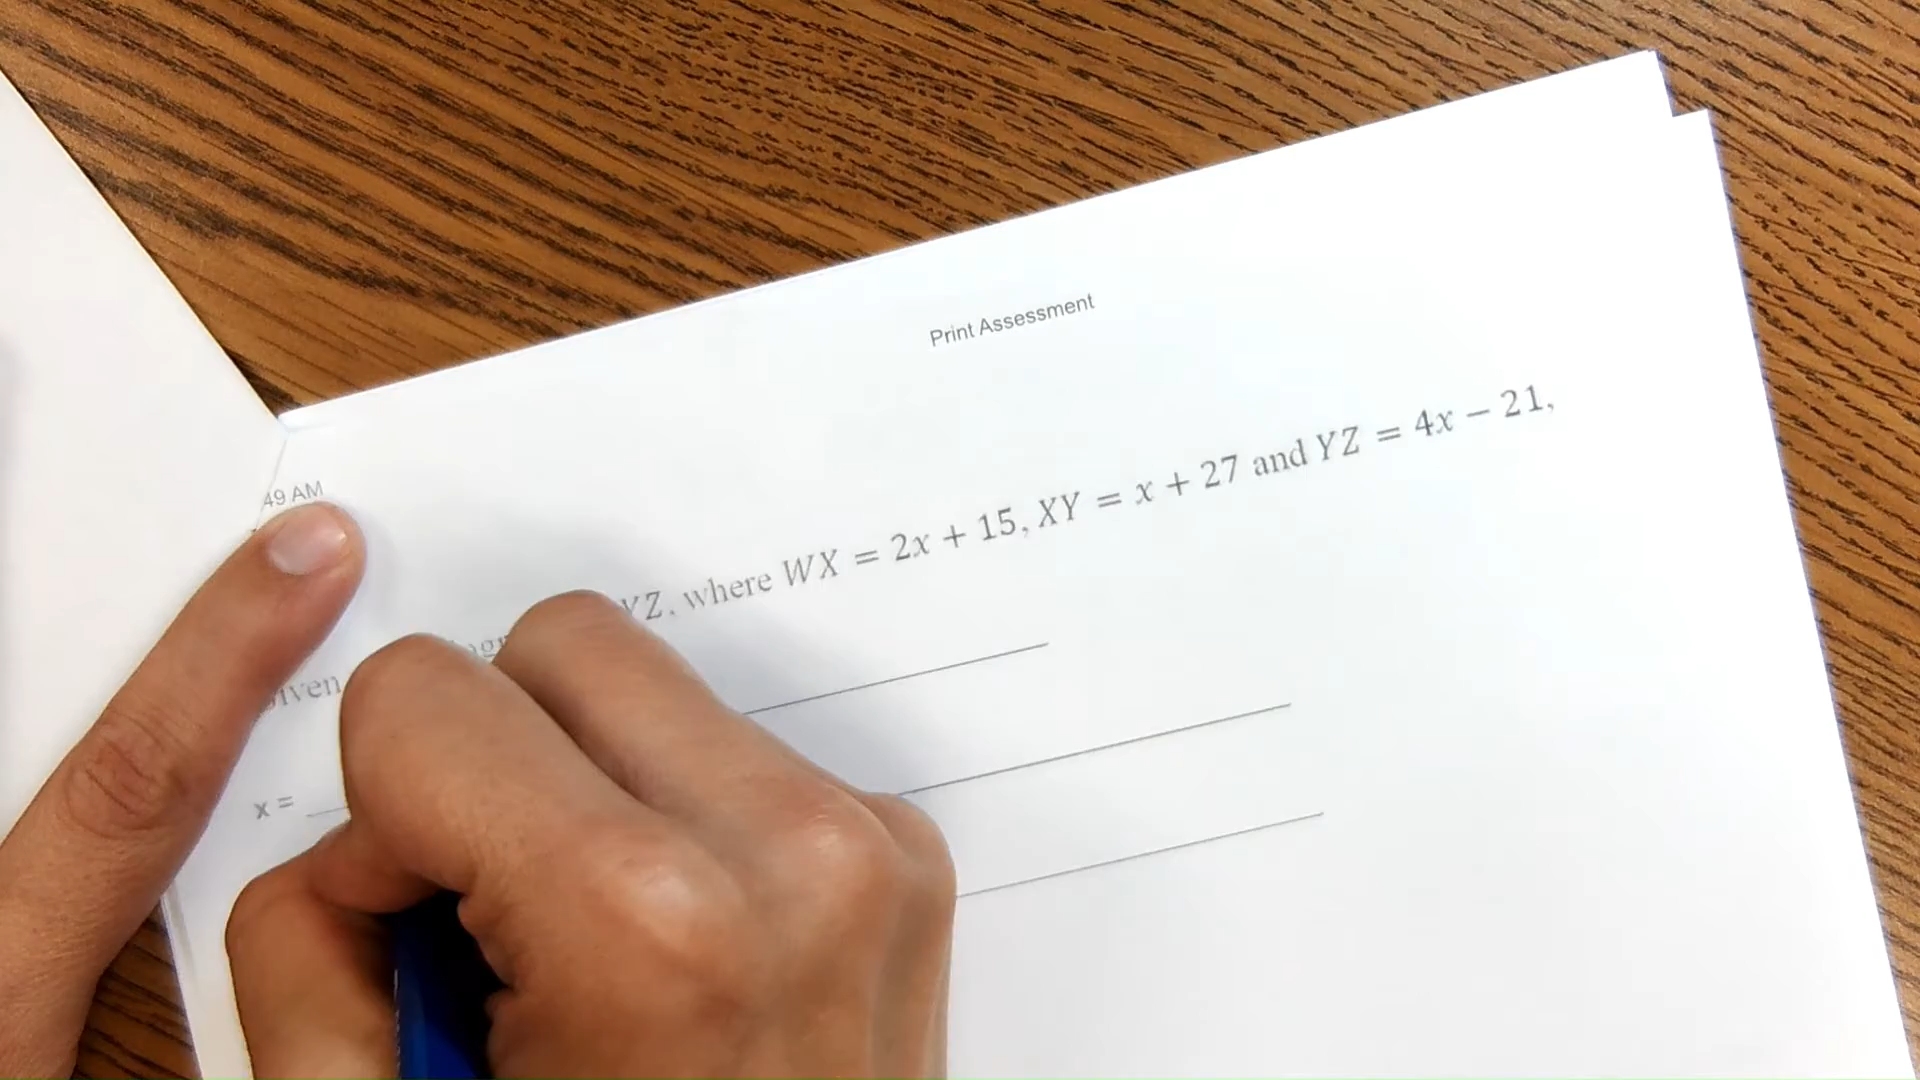 Print Assessment
49 AM
YZ, where WX = 2x + 15, XY = x + 27 and YZ = 4x − 21,
x =